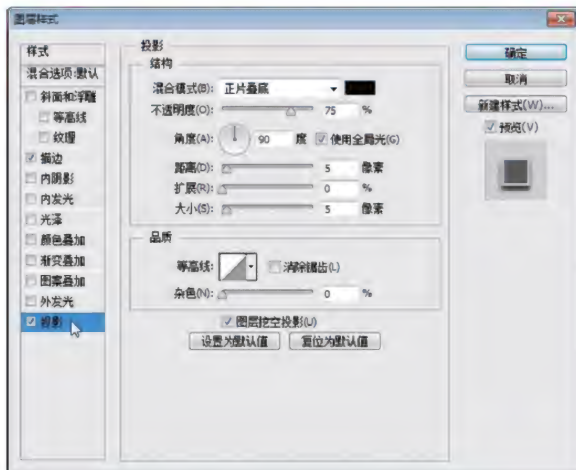 图层样式
样式
混合选项:默认
斜面和浮雕
等高线
纹理
描边
内阴影
内发光
光泽
颜色叠加
渐变叠加
图案叠加
外发光
投影
投影
结构
混合模式(B): 正片叠底
不透明度(O): 75 %
角度(A): 90 度 使用全局光(G)
距离(D): 5 像素
扩展(R): 0 %
大小(S): 5 像素
品质
等高线: 消除锯齿(L)
杂色(N): 0 %
图层挖空投影(U)
设置为默认值 复位为默认值
确定
取消
新建样式(W)...
预览(V)